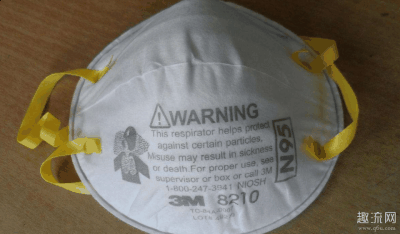 ⚠WARNING
This respirator helps protect
against certain particles.
Misuse may result in sickness
or death. For proper use, see
supervisor or box or call 3M
1-800-247-3941 NIOSH
3M 8210
N95
趣流网